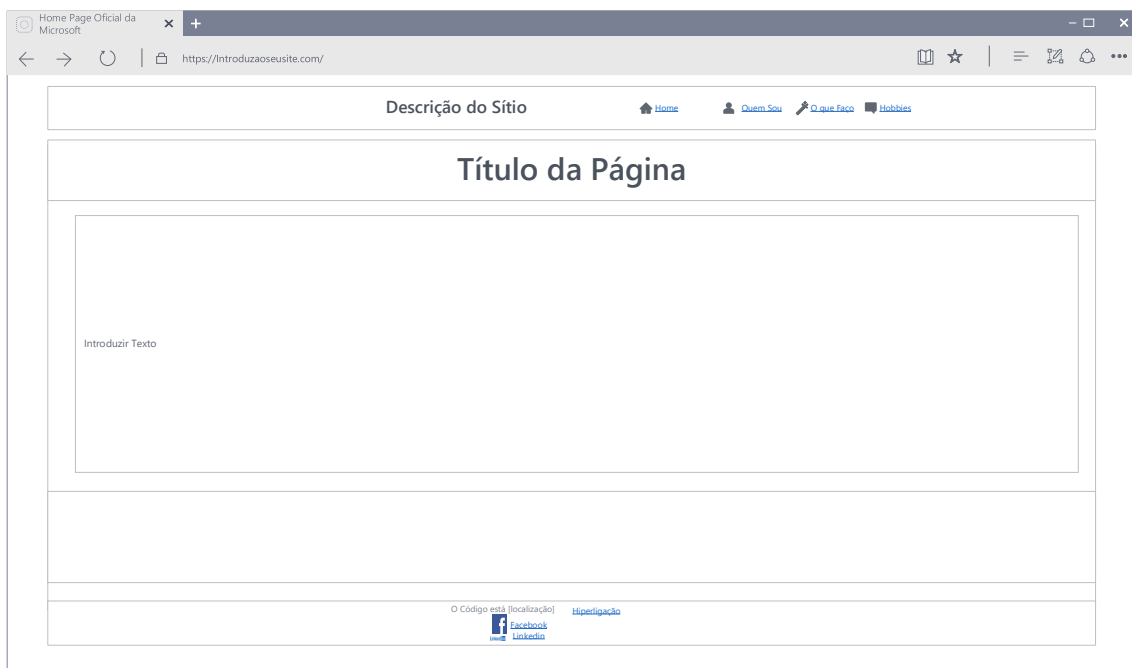 Home Page Oficial da
Microsoft
https://Introduzaoseusite.com/
Descrição do Sítio
Home
Quem Sou
O que Faço
Hobbies
Título da Página
Introduzir Texto
O Código está [localização]
Hiperligação
f
Facebook
Linkedin